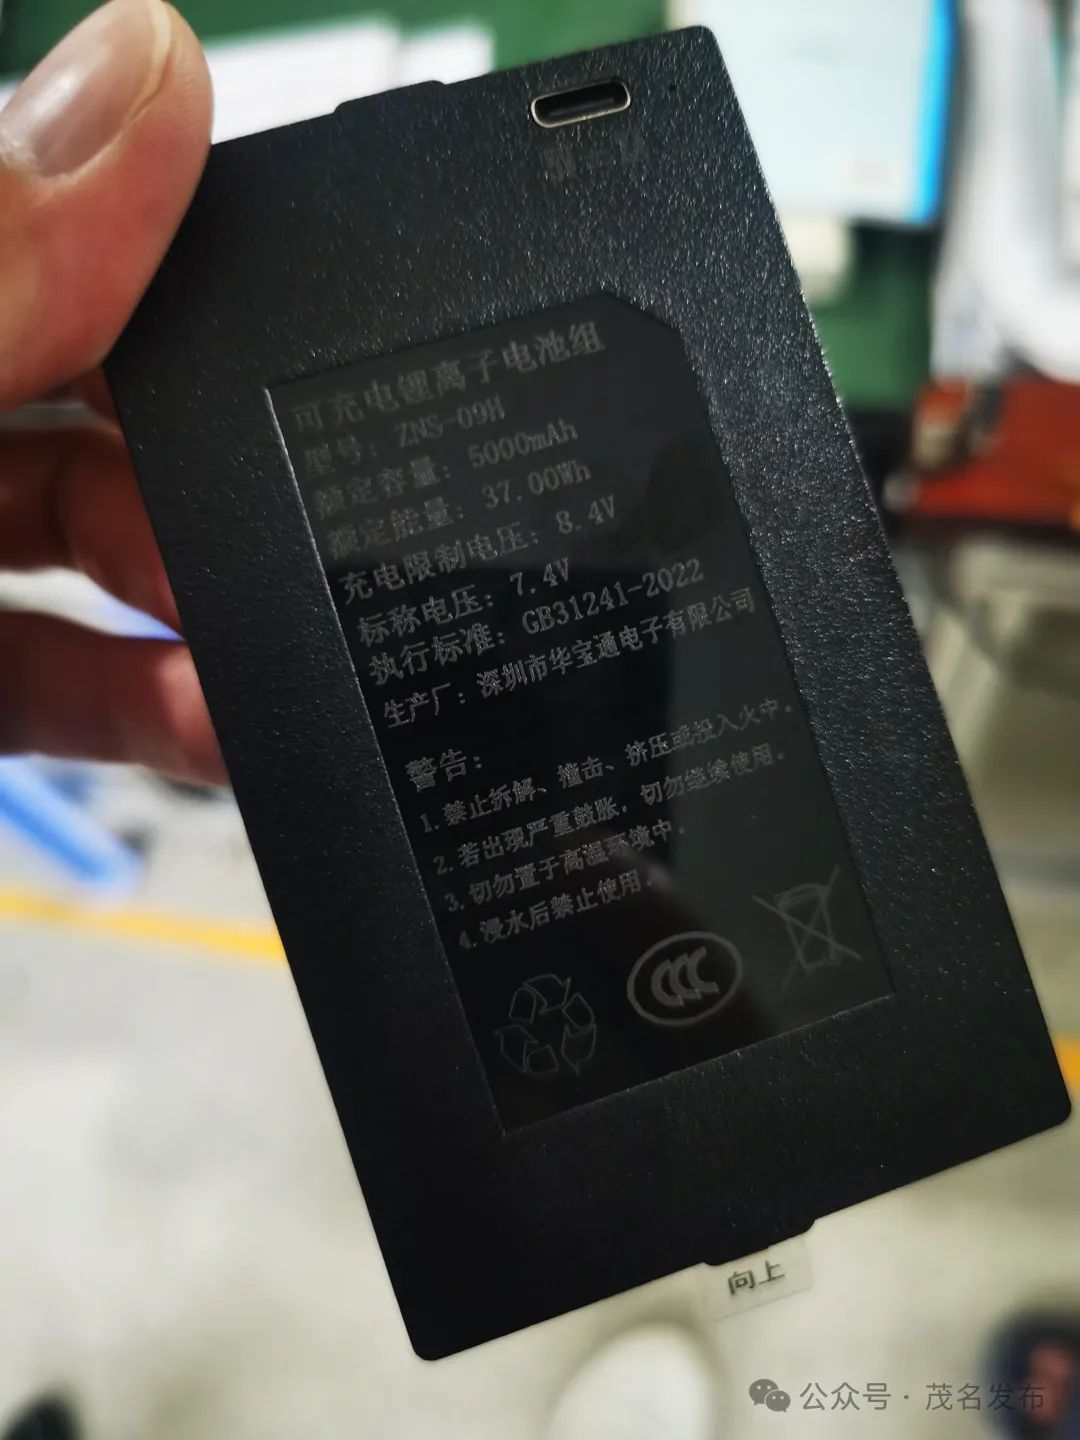 可充电锂离子电池组
型号: ZNS-09H
额定容量: 5000mAh
额定能量: 37.00Wh
充电限制电压: 8.4V
标称电压: 7.4V
执行标准: GB31241-2022
生产厂: 深圳市华宝通电子有限公司
警告:
1.禁止拆解、撞击、挤压或投入火中.
2.若出现严重鼓胀.切勿继续使用.
3.切勿置于高温环境中.
4.浸水后禁止使用.
CCC
向上
公众号·茂名发布